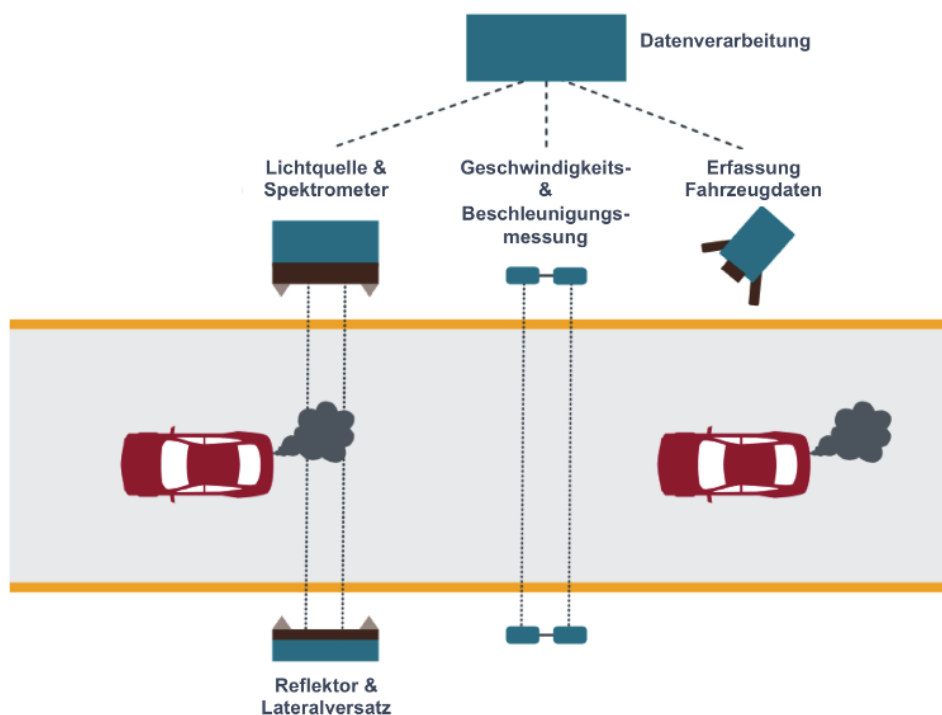 Datenverarbeitung
Lichtquelle &
Spektrometer
Geschwindigkeits-
&
Beschleunigungs-
messung
Erfassung
Fahrzeugdaten
Reflektor &
Lateralversatz